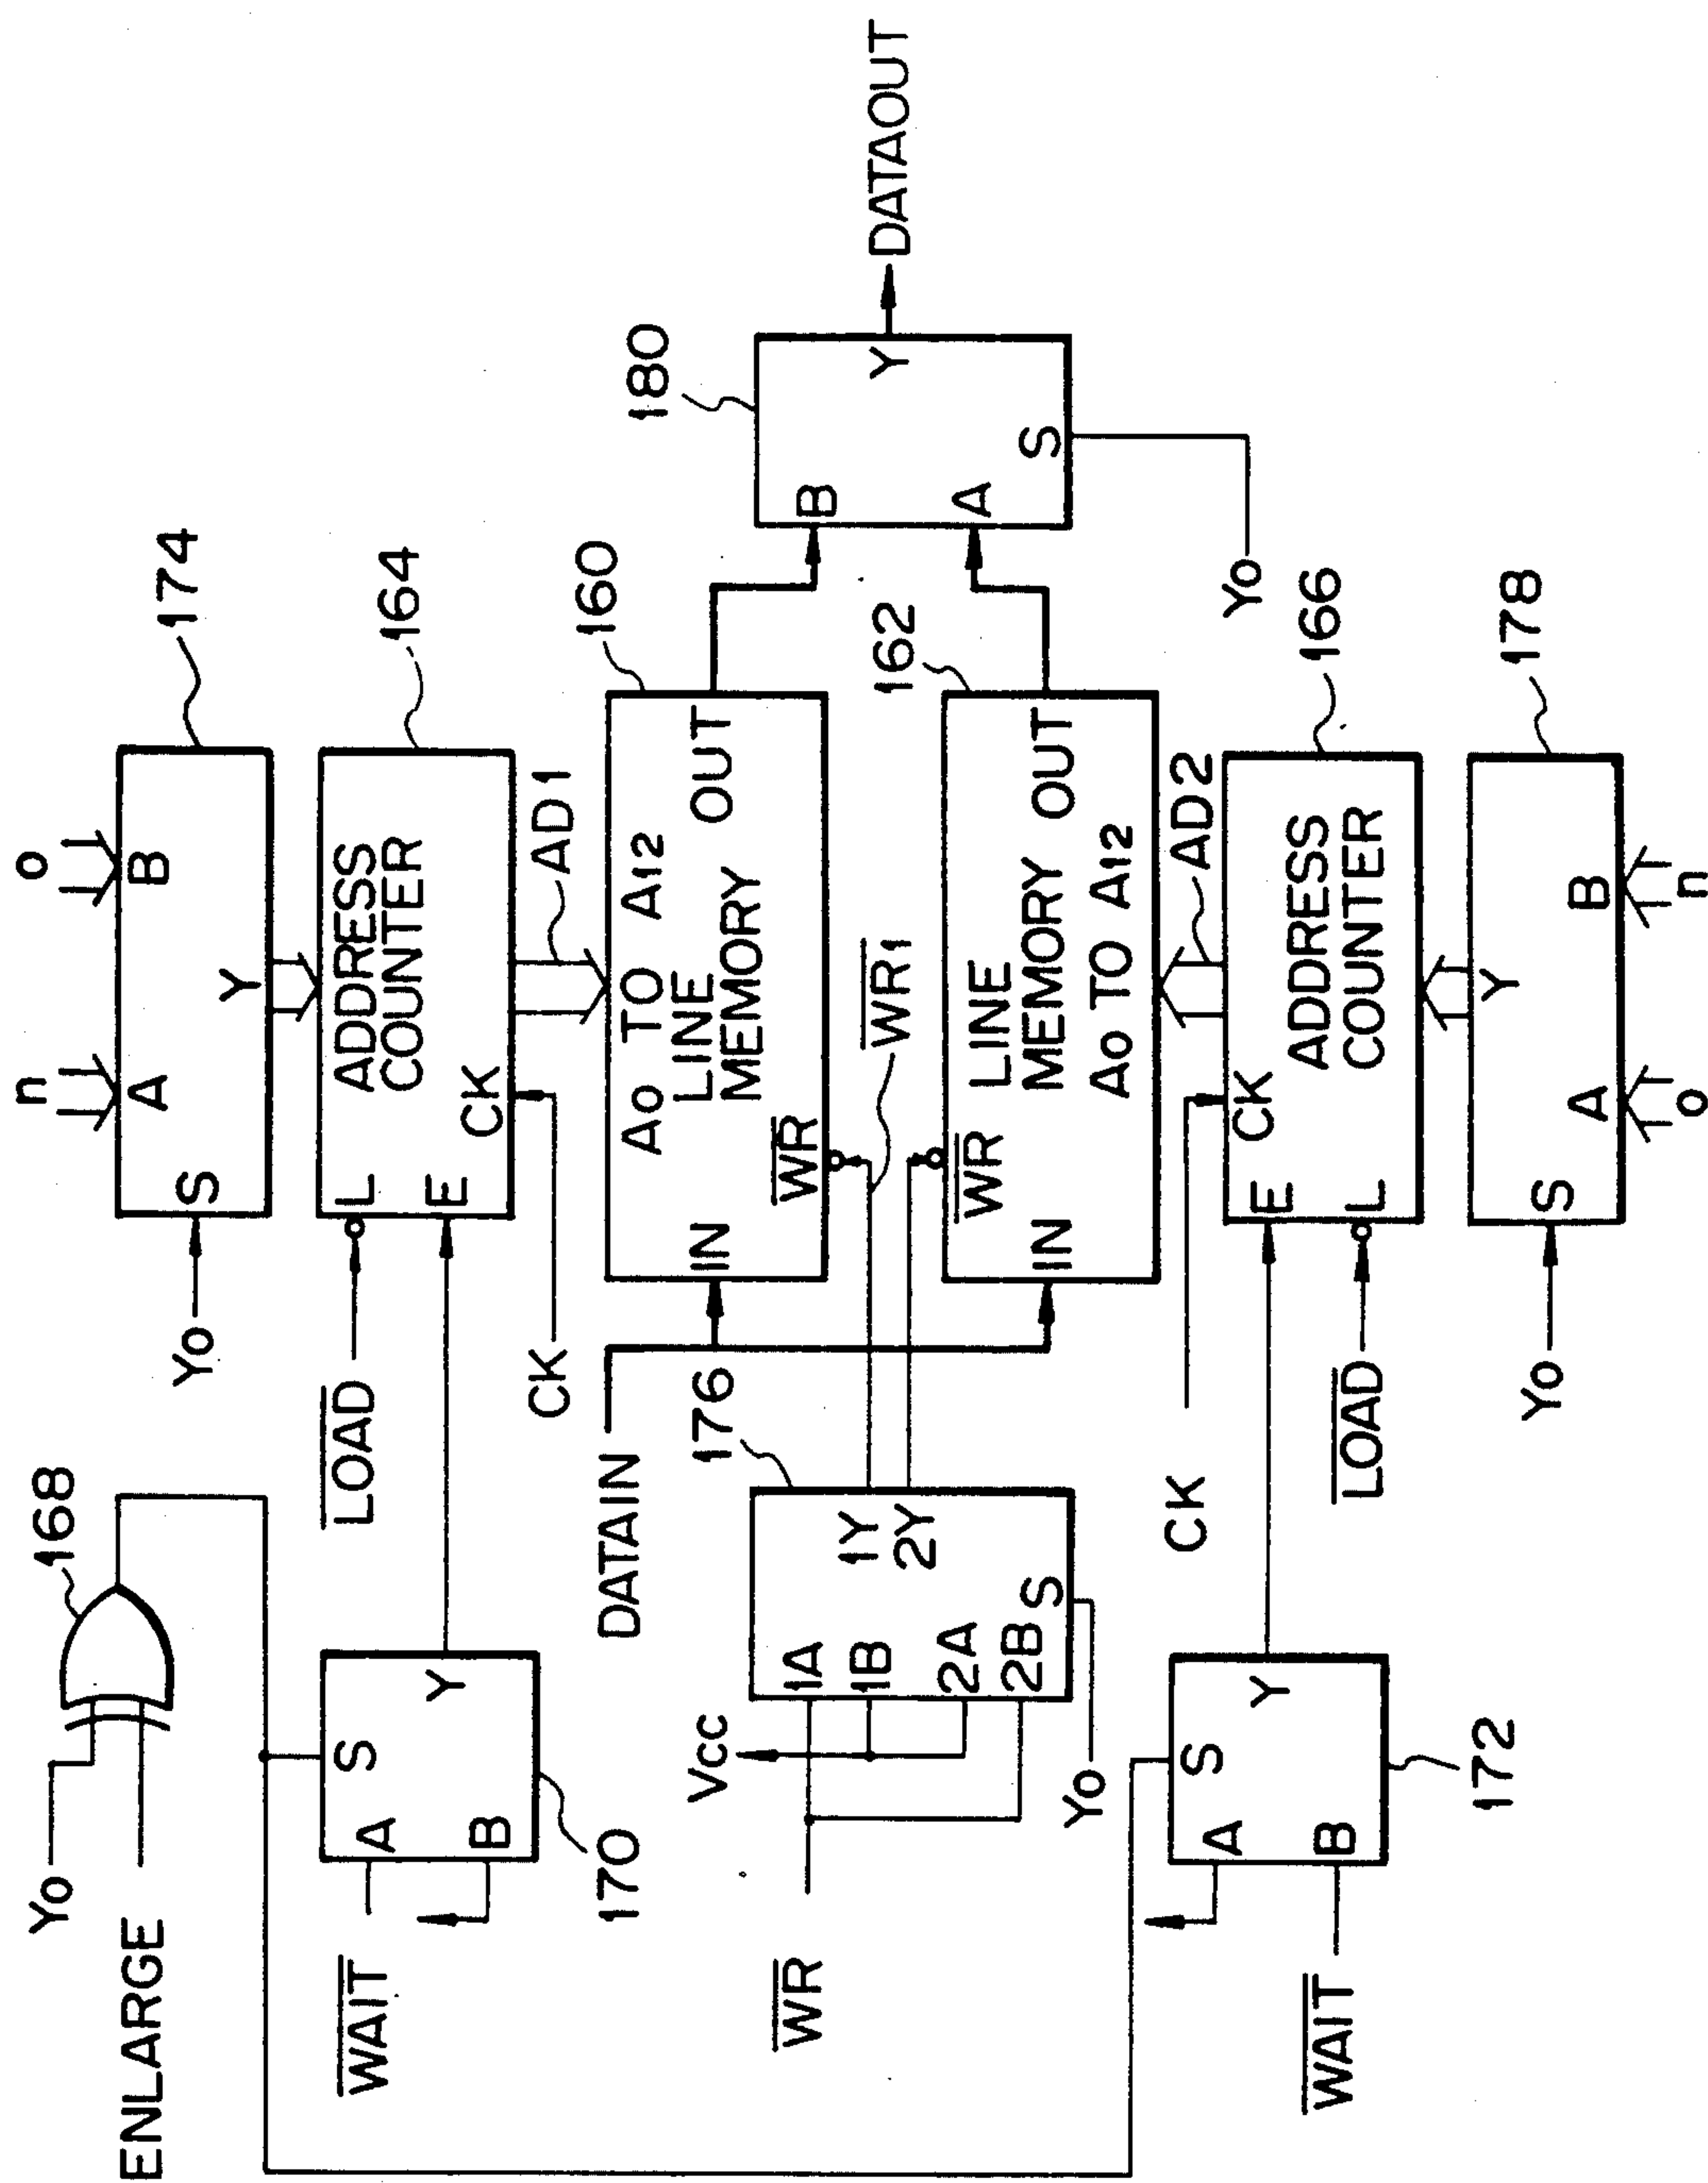 Yo
ENLARGE
168
S
A
B
Y
170
WAIT
Yo
S
n
A
o
B
Y
174
LOAD
L
E
ADDRESS
COUNTER
CK
CK
164
AD1
DATAIN
IN
Ao TO A12
LINE
MEMORY
OUT
WR
160
WR
Vcc
1A
1B
2A
2B
1Y
2Y
S
Yo
176
WR1
WR
IN
LINE
MEMORY
Ao TO A12
OUT
162
B
A
Y
S
180
Yo
DATAOUT
AD2
WAIT
A
B
S
Y
172
CK
CK
E
L
LOAD
ADDRESS
COUNTER
166
Yo
S
Y
A
B
o
n
178